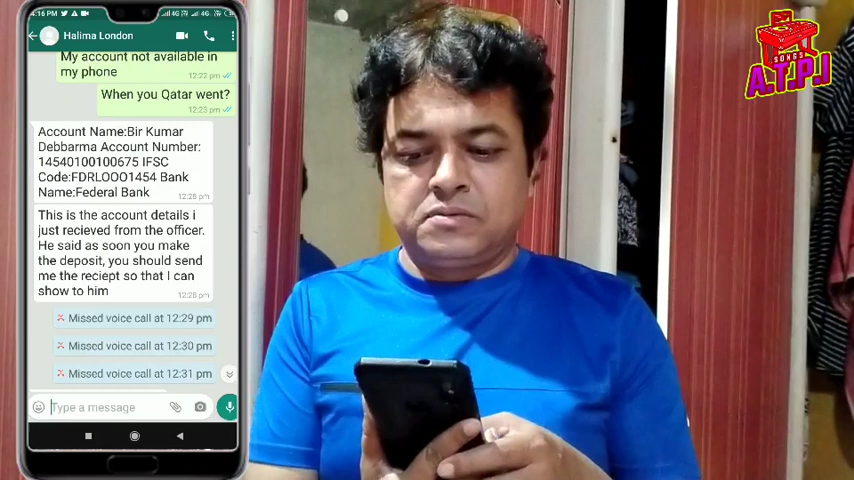 4:16 PM
4G 4G
Halima London
My account not available in
my phone
12:22 pm
When you Qatar went?
12:23 pm
Account Name:Bir Kumar
Debbarma Account Number:
14540100100675 IFSC
Code:FDRLOOO1454 Bank
Name:Federal Bank
12:28 pm
This is the account details i
just recieved from the officer.
He said as soon you make
the deposit, you should send
me the reciept so that I can
show to him
12:28 pm
Missed voice call at 12:29 pm
Missed voice call at 12:30 pm
Missed voice call at 12:31 pm
Type a message
SONGS
A.T.P.I